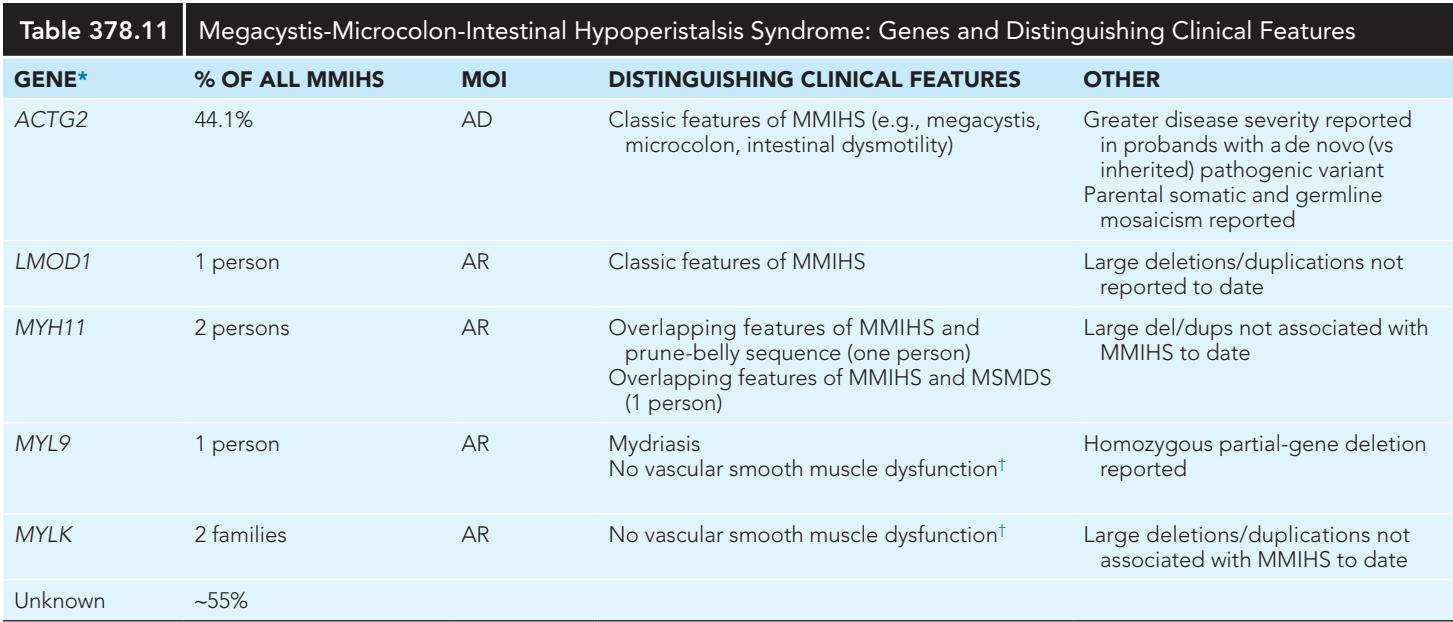 Table 378.11 Megacystis-Microcolon-Intestinal Hypoperistalsis Syndrome: Genes and Distinguishing Clinical Features
GENE* % OF ALL MMIHS MOI DISTINGUISHING CLINICAL FEATURES OTHER
ACTG2 44.1% AD Classic features of MMIHS (e.g., megacystis, Greater disease severity reported
microcolon, intestinal dysmotility) in probands with a de novo (vs
inherited) pathogenic variant
Parental somatic and germline
mosaicism reported
LMOD1 1 person AR Classic features of MMIHS Large deletions/duplications not
reported to date
MYH11 2 persons AR Overlapping features of MMIHS and Large del/dups not associated with
prune-belly sequence (one person) MMIHS to date
Overlapping features of MMIHS and MSMDS
(1 person)
MYL9 1 person AR Mydriasis Homozygous partial-gene deletion
No vascular smooth muscle dysfunction† reported
MYLK 2 families AR No vascular smooth muscle dysfunction† Large deletions/duplications not
associated with MMIHS to date
Unknown ~55%